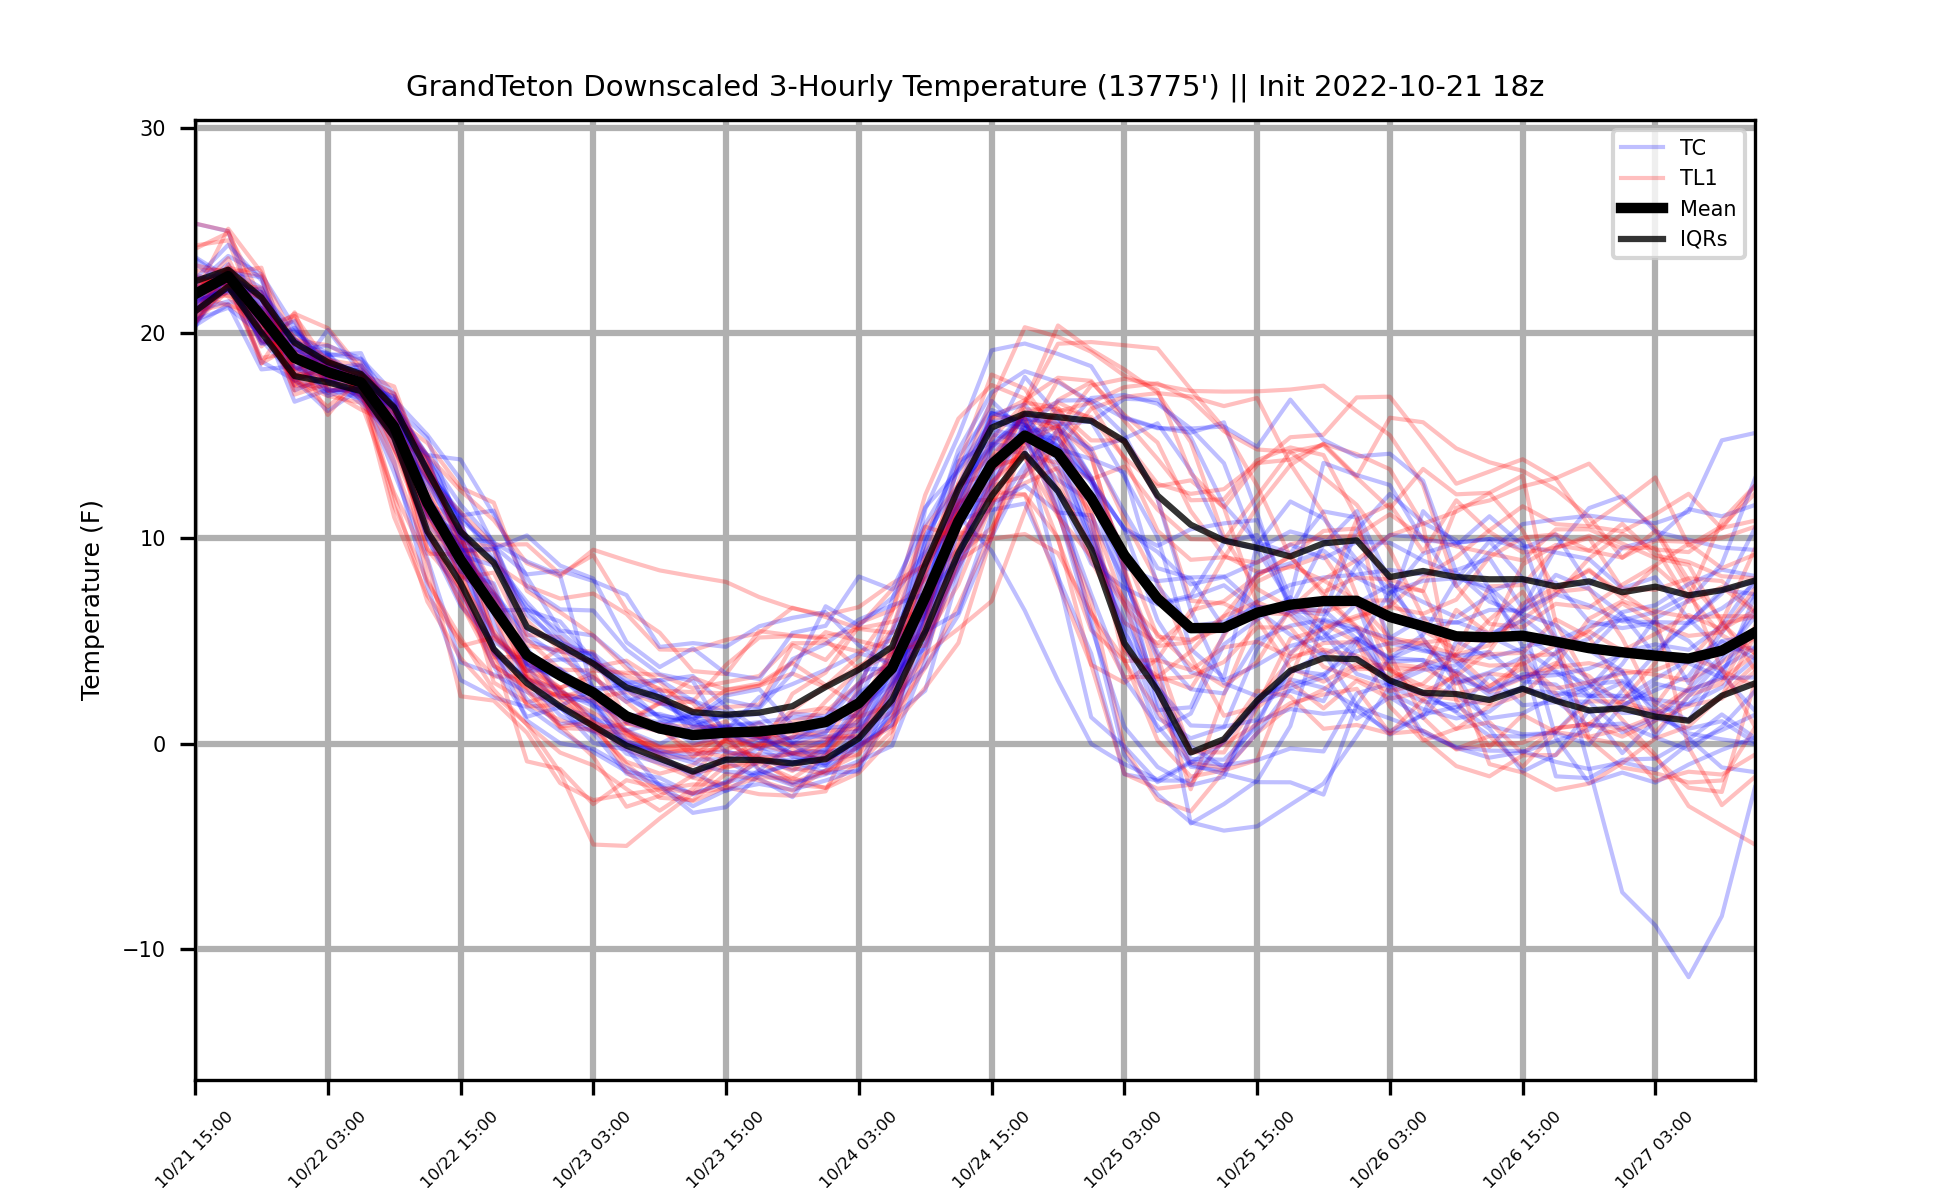 GrandTeton Downscaled 3-Hourly Temperature (13775') || Init 2022-10-21 18z
TC
TL1
Mean
IQRs
Temperature (F)
30
20
10
0
−10
10/21 15:00
10/22 03:00
10/22 15:00
10/23 03:00
10/23 15:00
10/24 03:00
10/24 15:00
10/25 03:00
10/25 15:00
10/26 03:00
10/26 15:00
10/27 03:00